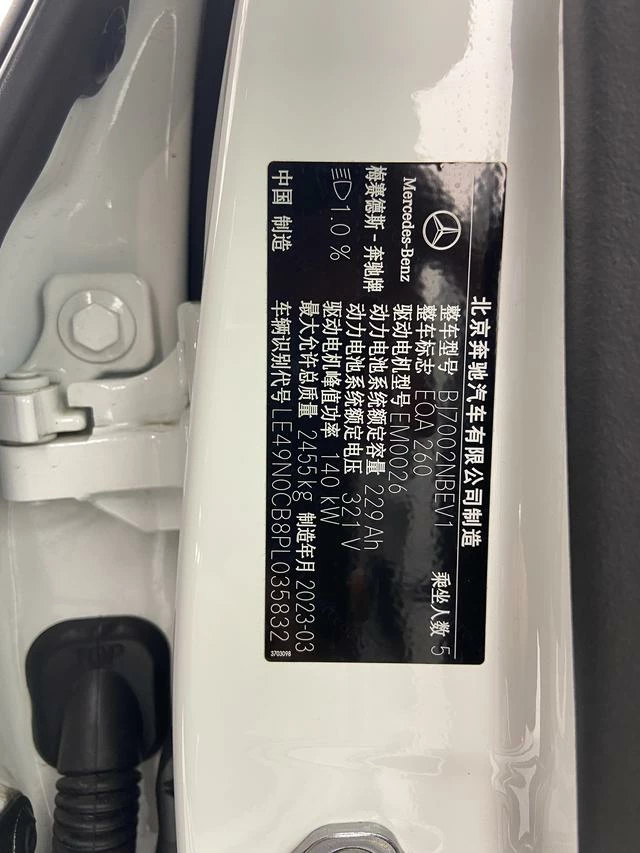 北京奔驰汽车有限公司制造
Mercedes-Benz
梅赛德斯-奔驰牌
1.0 %
中国 制造
整车型号 BJ7002NBEV1
整车标志 EQA 260 乘坐人数 5
驱动电机型号 EM0026
动力电池系统额定容量 229Ah
动力电池系统额定电压 321V
驱动电机峰值功率 140 kW
最大允许总质量 2455kg 制造年月 2023-03
车辆识别代号 LE49N0CB8PL035832
3703098
TOP